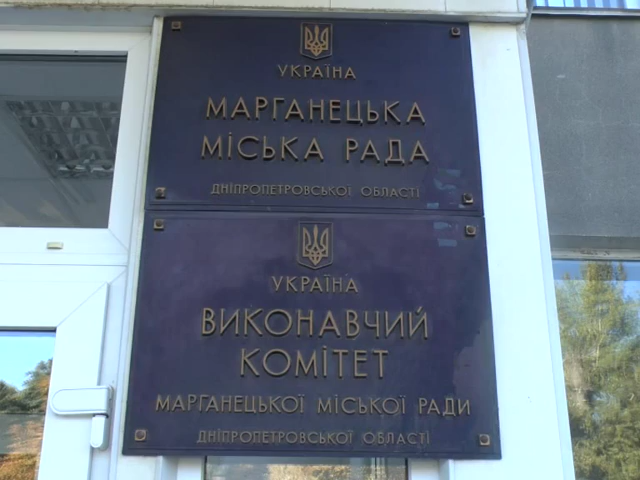 УКРАЇНА
МАРГАНЕЦЬКА
МІСЬКА РАДА
ДНІПРОПЕТРОВСЬКОЇ ОБЛАСТІ
УКРАЇНА
ВИКОНАВЧИЙ
КОМІТЕТ
МАРГАНЕЦЬКОЇ МІСЬКОЇ РАДИ
ДНІПРОПЕТРОВСЬКОЇ ОБЛАСТІ